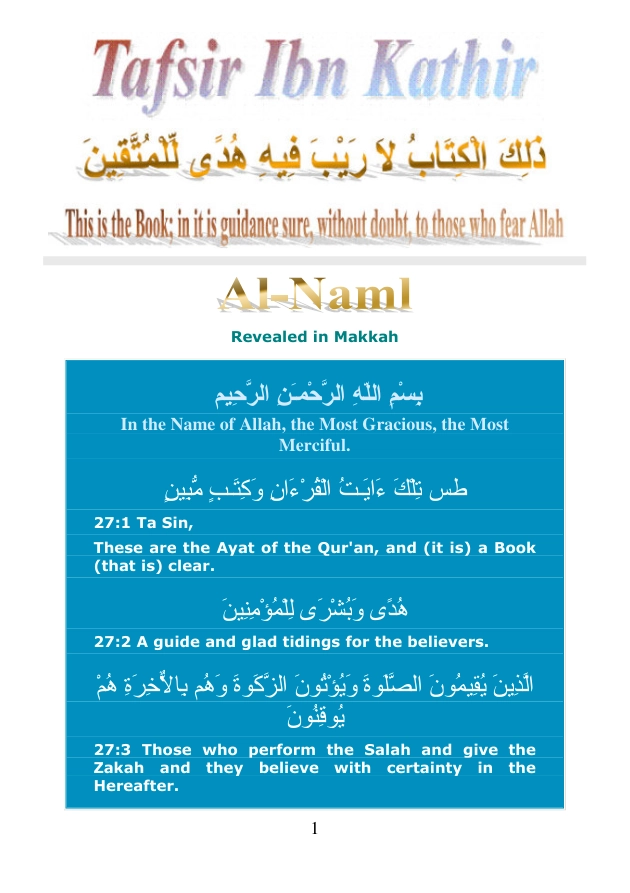 Tafsir Ibn Kathir
ذَلِكَ الْكِتَابُ لاَ رَيْبَ فِيهِ هُدًى لِّلْمُتَّقِينَ
This is the Book; in it is guidance sure, without doubt, to those who fear Allah
Al-Naml
Revealed in Makkah
بِسْمِ اللَّهِ الرَّحْمَـنِ الرَّحِيمِ
In the Name of Allah, the Most Gracious, the Most
Merciful.
طس تِلْكَ ءَايَـتُ الْقُرْءَانِ وَكِتَـبٍ مُّبِينٍ
27:1 Ta Sin,
These are the Ayat of the Qur'an, and (it is) a Book
(that is) clear.
هُدًى وَبُشْرَى لِلْمُؤْمِنِينَ
27:2 A guide and glad tidings for the believers.
الَّذِينَ يُقِيمُونَ الصَّلَوةَ وَيُؤْتُونَ الزَّكَوةَ وَهُم بِالاٌّخِرَةِ هُمْ
يُوقِنُونَ
27:3 Those who perform the Salah and give the
Zakah and they believe with certainty in the
Hereafter.
1